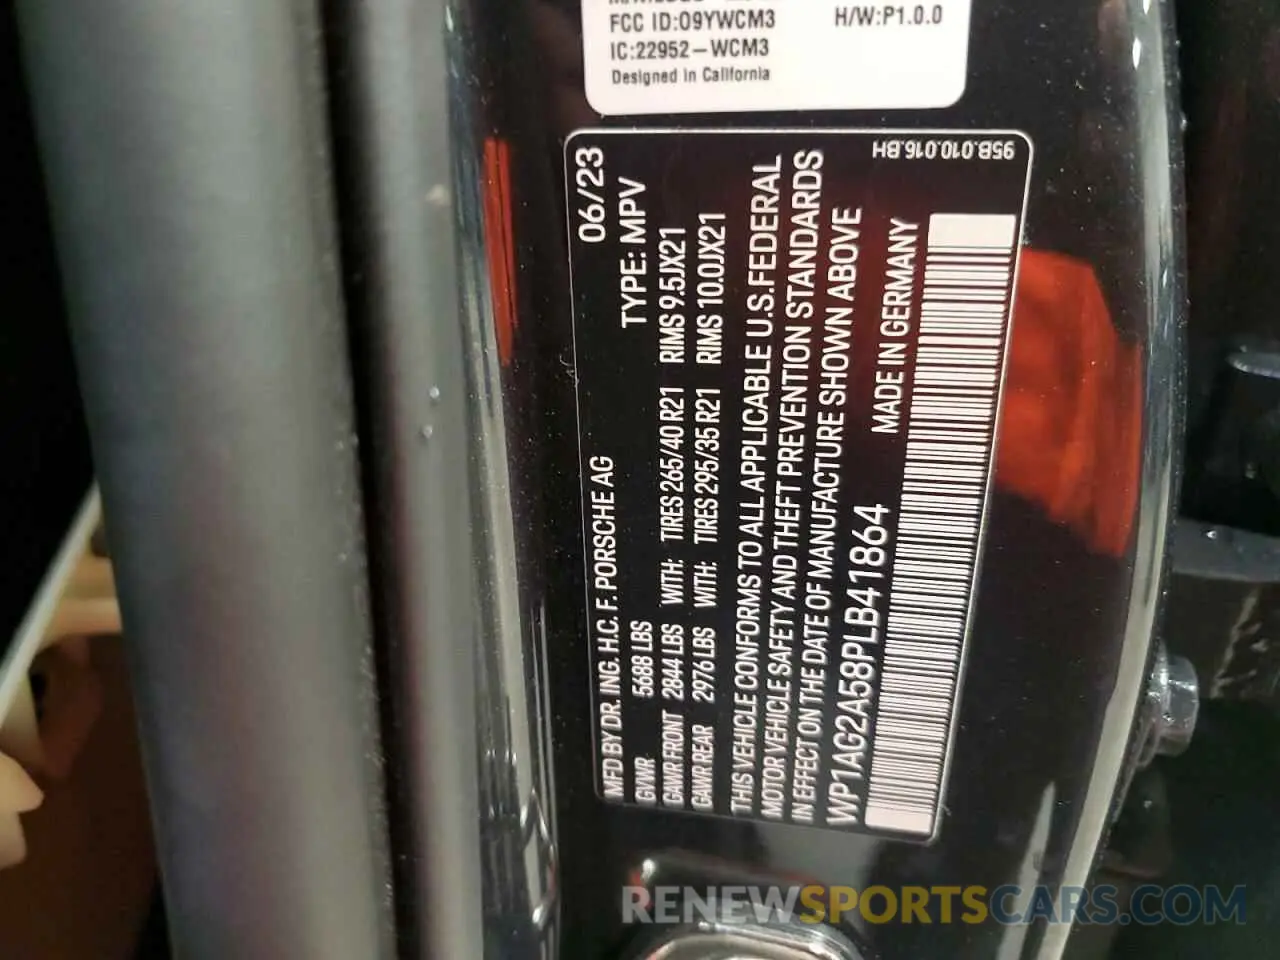 FCC ID:O9YWCM3 H/W:P1.0.0
IC:22952-WCM3
Designed in California
95B.010.016.BH
MFD BY DR. ING. H.C. F. PORSCHE AG 06/23
GVWR 5688 LBS TYPE: MPV
GAWR FRONT 2844 LBS WITH: TIRES 265/40 R21 RIMS 9.5JX21
GAWR REAR 2976 LBS WITH: TIRES 295/35 R21 RIMS 10.0JX21
THIS VEHICLE CONFORMS TO ALL APPLICABLE U.S. FEDERAL
MOTOR VEHICLE SAFETY AND THEFT PREVENTION STANDARDS
IN EFFECT ON THE DATE OF MANUFACTURE SHOWN ABOVE
WP1AG2A58PLB41864 MADE IN GERMANY
RENEWSPORTSCARS.COM